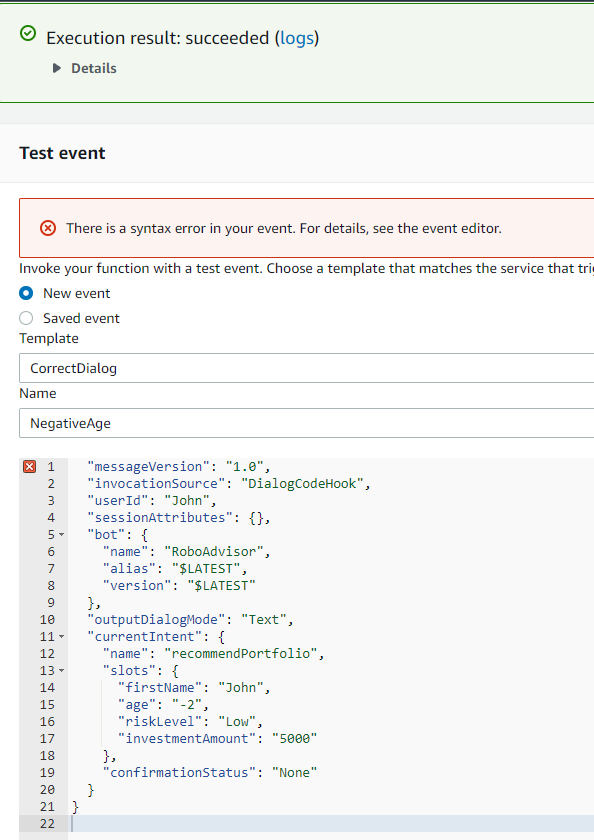 Execution result: succeeded (logs)
Details
Test event
There is a syntax error in your event. For details, see the event editor.
Invoke your function with a test event. Choose a template that matches the service that tri
New event
Saved event
Template
CorrectDialog
Name
NegativeAge
1 "messageVersion": "1.0",
2 "invocationSource": "DialogCodeHook",
3 "userId": "John",
4 "sessionAttributes": {},
5 "bot": {
6 "name": "RoboAdvisor",
7 "alias": "$LATEST",
8 "version": "$LATEST"
9 },
10 "outputDialogMode": "Text",
11 "currentIntent": {
12 "name": "recommendPortfolio",
13 "slots": {
14 "firstName": "John",
15 "age": "-2",
16 "riskLevel": "Low",
17 "investmentAmount": "5000"
18 },
19 "confirmationStatus": "None"
20 }
21 }
22